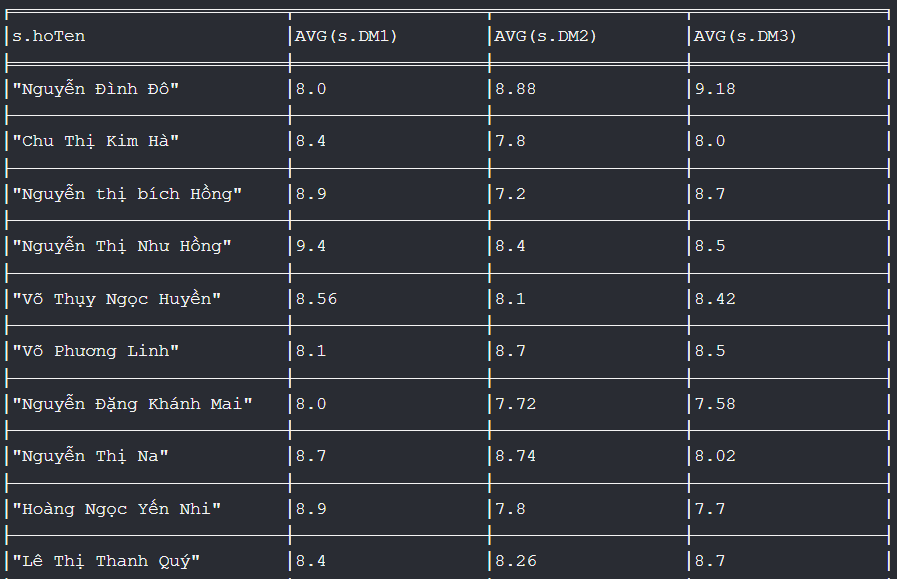 s.hoTen AVG(s.DM1) AVG(s.DM2) AVG(s.DM3)
"Nguyễn Đình Đô" 8.0 8.88 9.18
"Chu Thị Kim Hà" 8.4 7.8 8.0
"Nguyễn thị bích Hồng" 8.9 7.2 8.7
"Nguyễn Thị Như Hồng" 9.4 8.4 8.5
"Võ Thụy Ngọc Huyền" 8.56 8.1 8.42
"Võ Phương Linh" 8.1 8.7 8.5
"Nguyễn Đặng Khánh Mai" 8.0 7.72 7.58
"Nguyễn Thị Na" 8.7 8.74 8.02
"Hoàng Ngọc Yến Nhi" 8.9 7.8 7.7
"Lê Thị Thanh Quý" 8.4 8.26 8.7